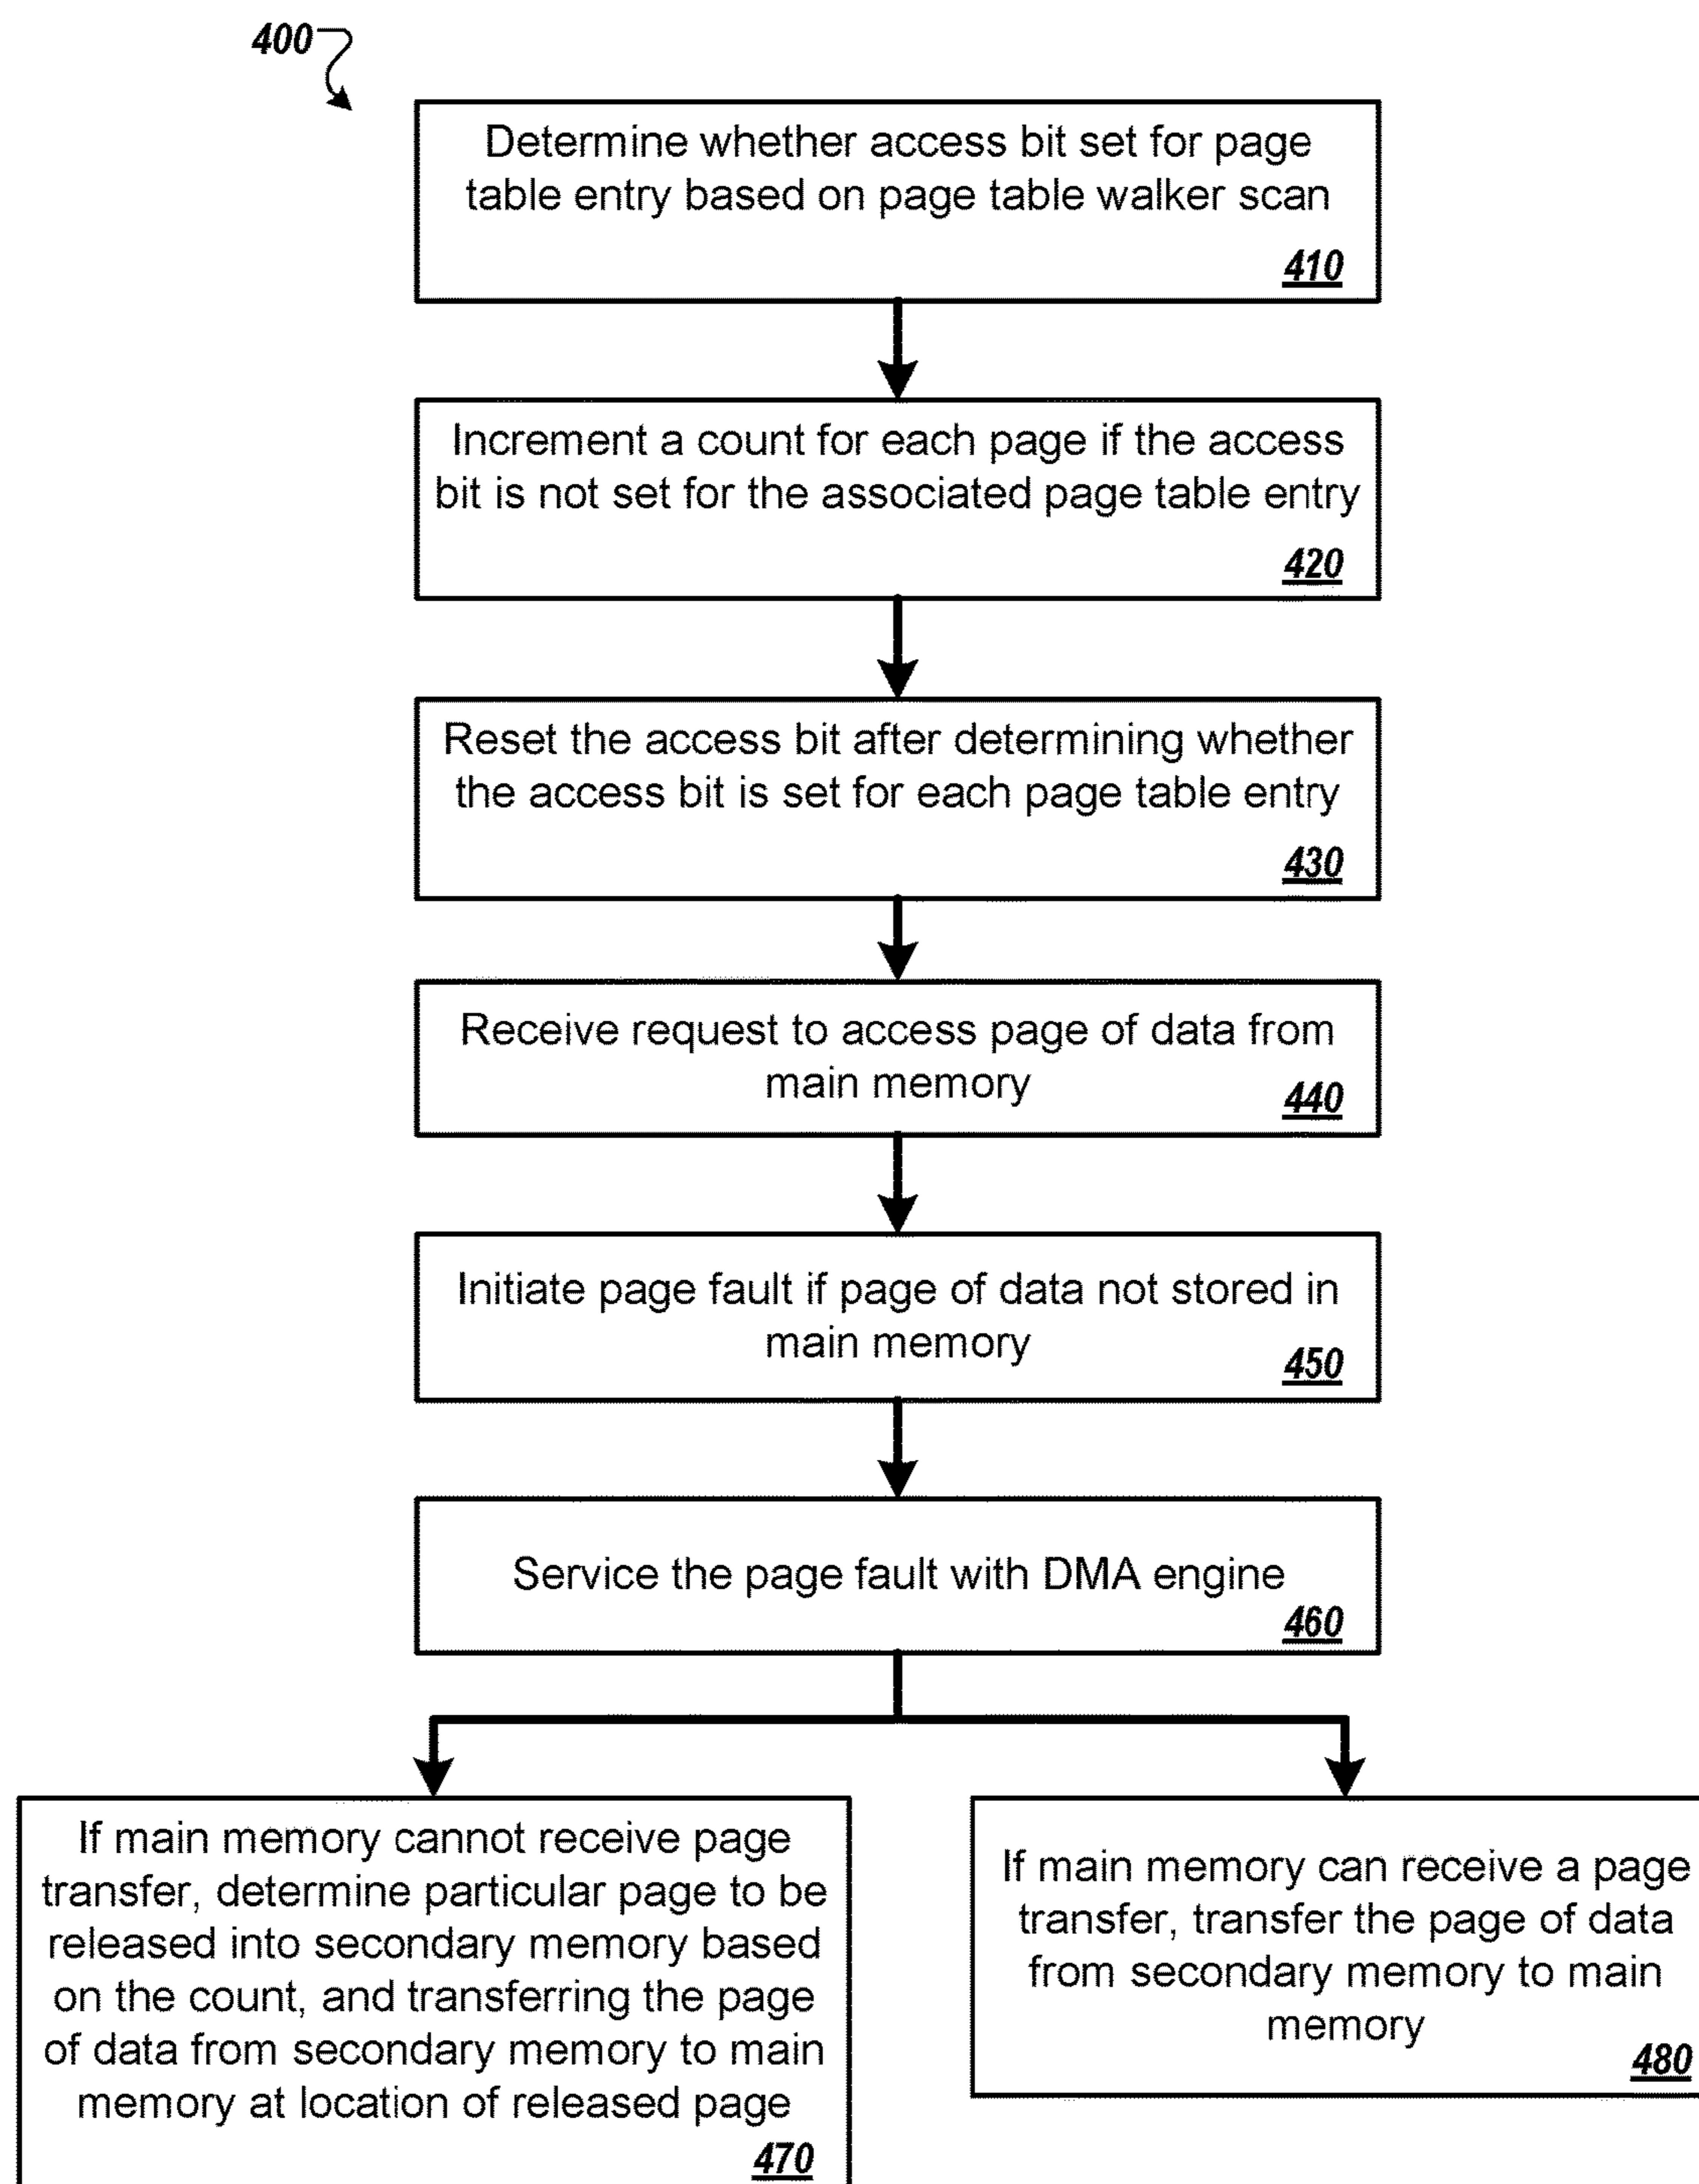 400
Determine whether access bit set for page
table entry based on page table walker scan
410
Increment a count for each page if the access
bit is not set for the associated page table entry
420
Reset the access bit after determining whether
the access bit is set for each page table entry
430
Receive request to access page of data from
main memory
440
Initiate page fault if page of data not stored in
main memory
450
Service the page fault with DMA engine
460
If main memory cannot receive page
transfer, determine particular page to be
released into secondary memory based
on the count, and transferring the page
of data from secondary memory to main
memory at location of released page
470
If main memory can receive a page
transfer, transfer the page of data
from secondary memory to main
memory
480